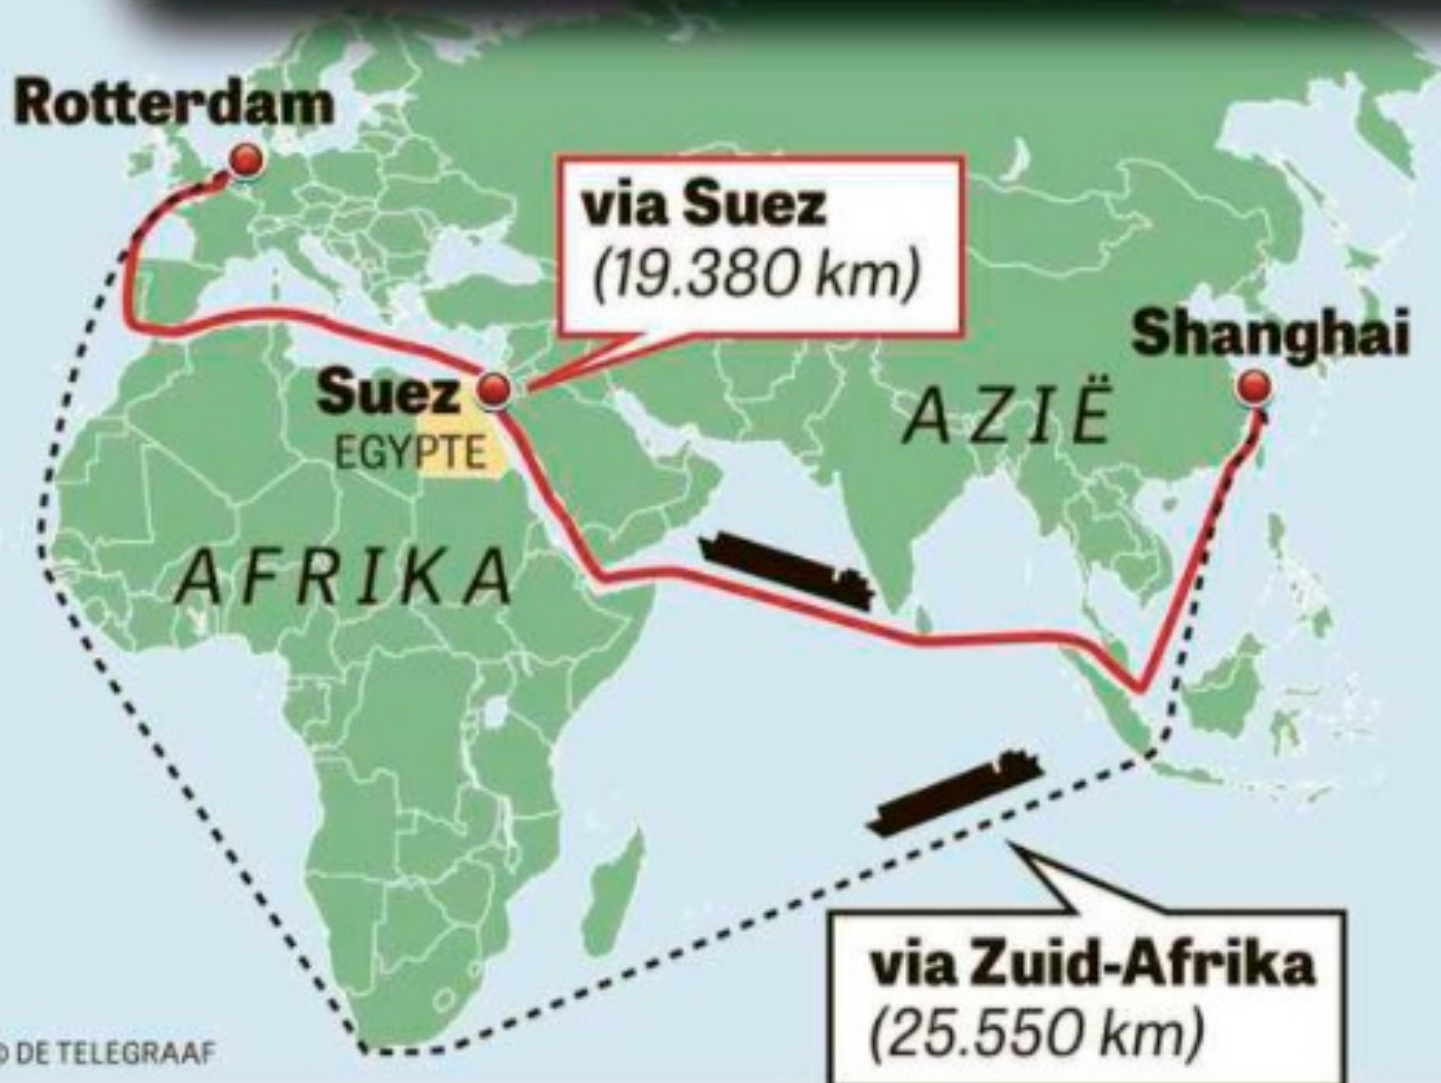 Rotterdam
via Suez
(19.380 km)
Shanghai
Suez
EGYPTE
AZIË
AFRIKA
via Zuid-Afrika
(25.550 km)
© DE TELEGRAAF